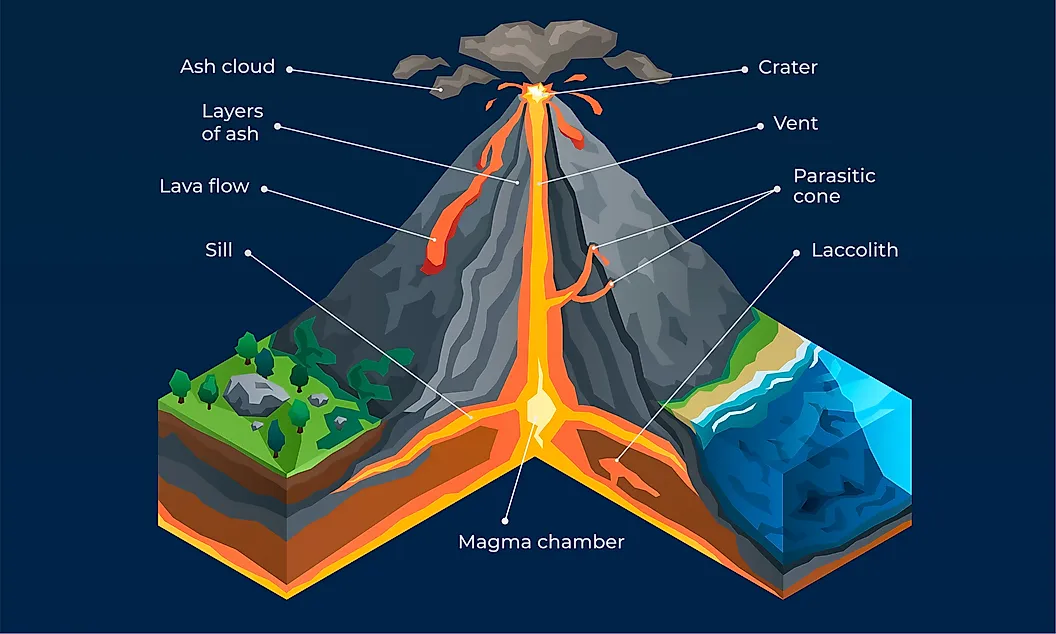 Ash cloud
Crater
Layers
of ash
Vent
Lava flow
Parasitic
cone
Sill
Laccolith
Magma chamber